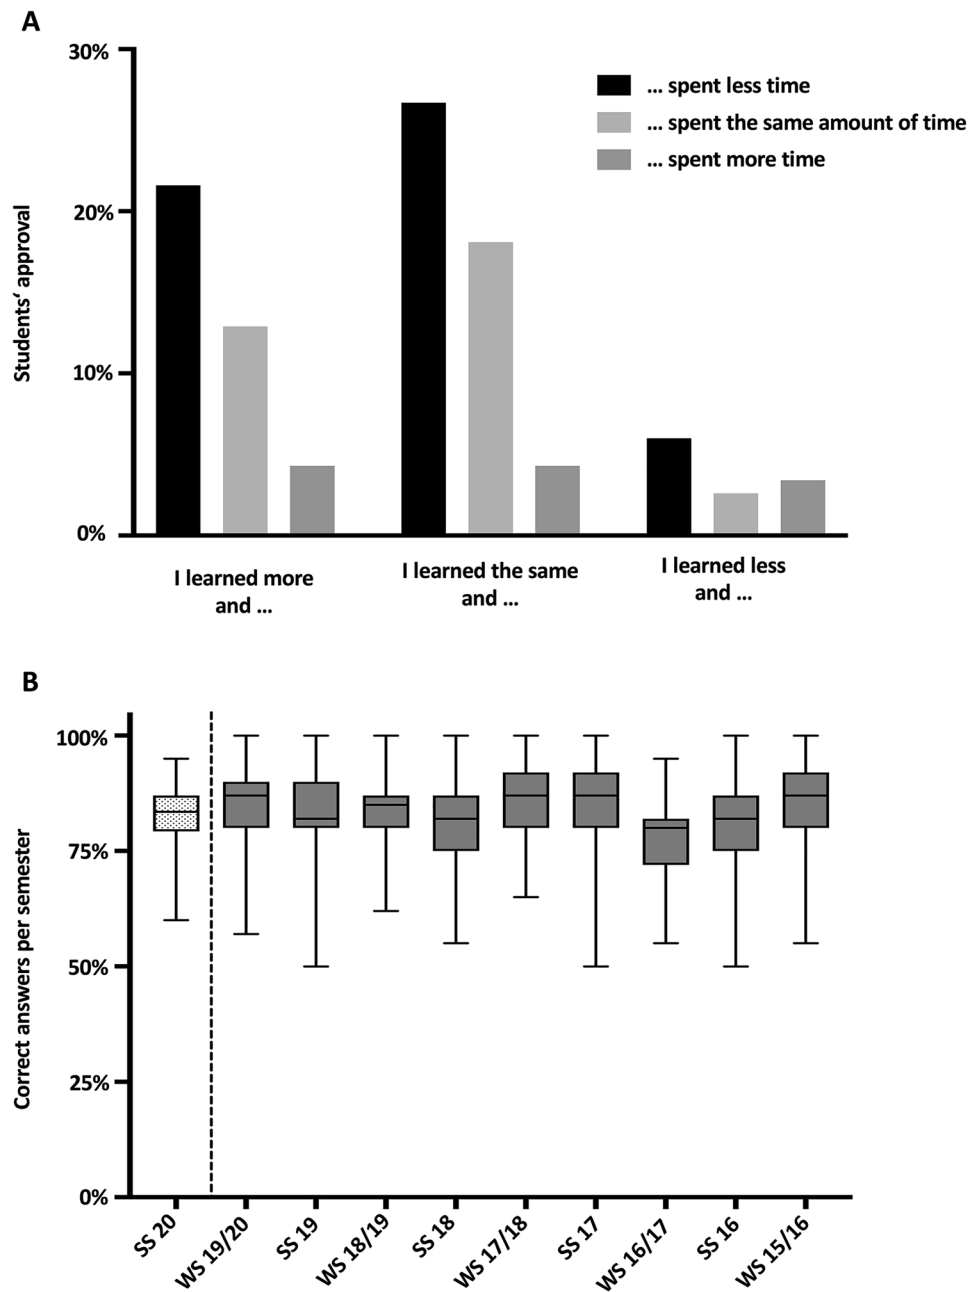 A
30%
20%
10%
0%
Students‘ approval
... spent less time
... spent the same amount of time
... spent more time
I learned more
and ...
I learned the same
and ...
I learned less
and ...
B
100%
75%
50%
25%
0%
Correct answers per semester
SS 20
WS 19/20
SS 19
WS 18/19
SS 18
WS 17/18
SS 17
WS 16/17
SS 16
WS 15/16